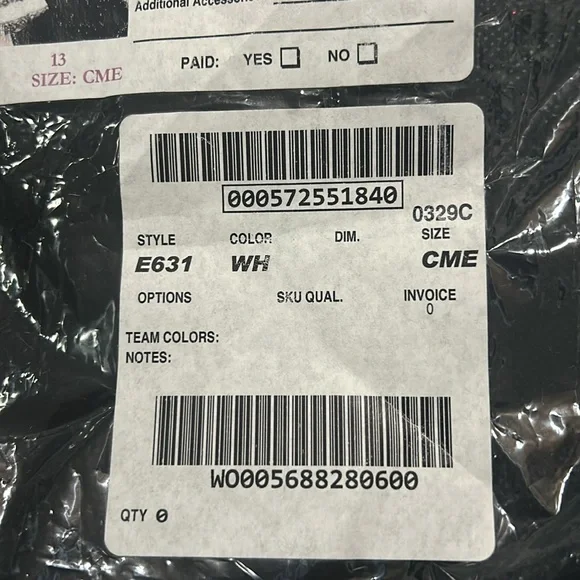 Additional Accessories
13
SIZE: CME
PAID: YES NO
000572551840
0329C
STYLE COLOR DIM. SIZE
E631 WH CME
OPTIONS SKU QUAL. INVOICE
0
TEAM COLORS:
NOTES:
WO005688280600
QTY 0